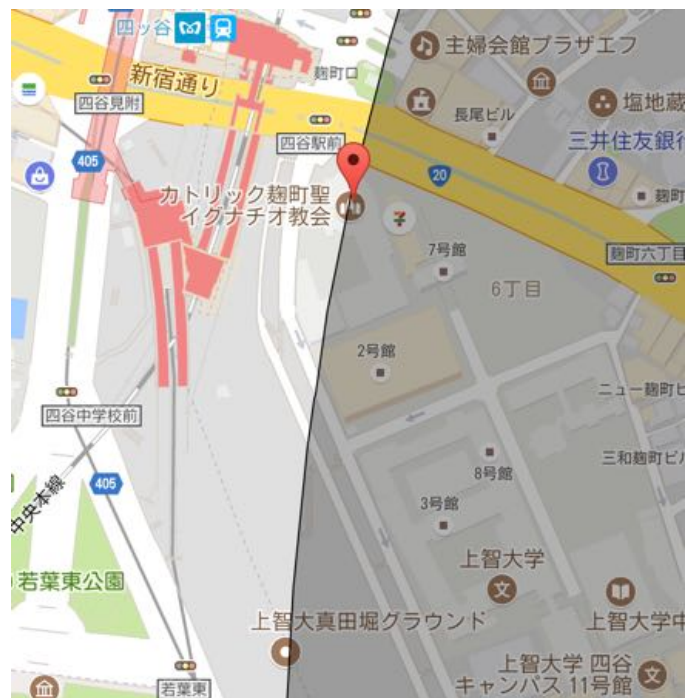 四ッ谷
主婦会館プラザエフ
麹町口
新宿通り
四谷見附
長尾ビル
塩地蔵
四谷駅前
三井住友銀行
405
20
カトリック麹町聖
イグナチオ教会
麹町
7号館
麹町六丁目
6丁目
2号館
ニュー麹町ビ
四谷中学校前
三和麹町ビル
8号館
405
3号館
中央本線
上智大学
若葉東公園
上智大真田堀グラウンド
上智大学中
上智大学 四谷
キャンパス 11号館
若葉東